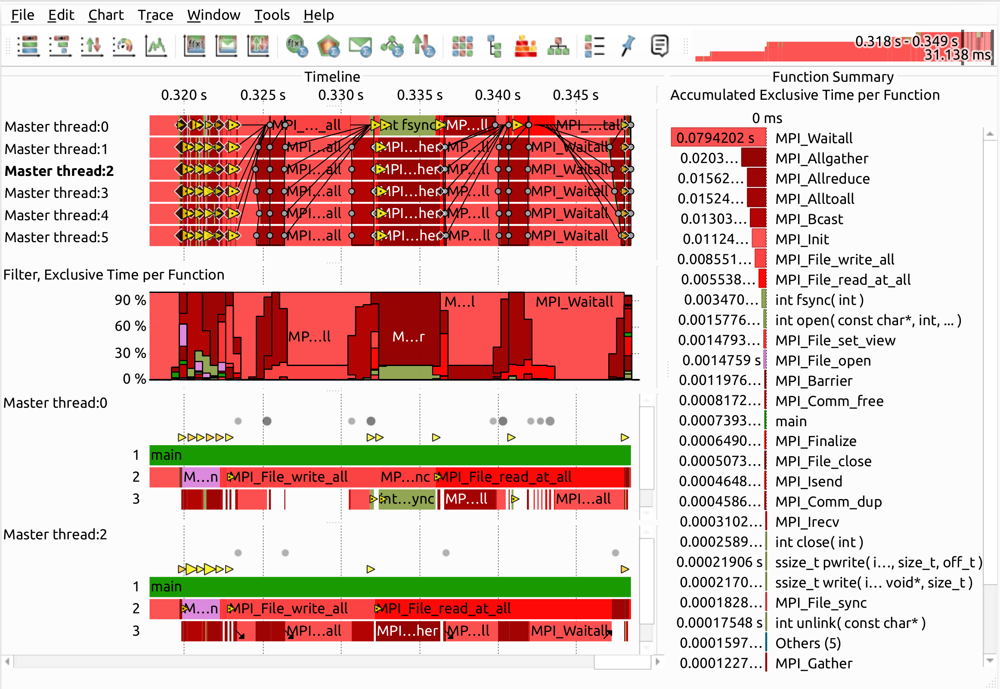 File Edit Chart Trace Window Tools Help
0.318 s - 0.349 s
31.138 ms
Timeline
0.320 s 0.325 s 0.330 s 0.335 s 0.340 s 0.345 s
Master thread:0 MPI_..._all int fsync MP...ll MPI_...tall
Master thread:1 MPI...all MPI...her MP...ll MPI_Waitall
Master thread:2 MPI...all MPI...her MP...ll MPI_Waitall
Master thread:3 MPI...all MPI...her MP...ll MPI_Waitall
Master thread:4 MPI...all MPI...her MP...ll MPI_Waitall
Master thread:5 MPI...all MPI...her MP...ll MPI_Waitall
Filter, Exclusive Time per Function
90 % M...l MPI_Waitall
60 % MP...ll M...r
30 %
0 %
Master thread:0
1 main
2 M...n MPI_File_write_all MP...nc MPI_File_read_at_all
3 int...ync MP...ll MPI...all
Master thread:2
1 main
2 M...n MPI_File_write_all MPI_File_read_at_all
3 MPI...all MPI...her MP...ll MPI_Waitall
Function Summary
Accumulated Exclusive Time per Function
0 ms
0.0794202 s MPI_Waitall
0.0203... MPI_Allgather
0.01562... MPI_Allreduce
0.01524... MPI_Alltoall
0.01303... MPI_Bcast
0.01124... MPI_Init
0.008551... MPI_File_write_all
0.005538... MPI_File_read_at_all
0.003470... int fsync( int )
0.0015776... int open( const char*, int, ... )
0.0014793... MPI_File_set_view
0.0014759 s MPI_File_open
0.0011976... MPI_Barrier
0.0008172... MPI_Comm_free
0.0007393... main
0.0006490... MPI_Finalize
0.0005073... MPI_File_close
0.0004648... MPI_Isend
0.0004586... MPI_Comm_dup
0.0003102... MPI_Irecv
0.0002589... int close( int )
0.00021906 s ssize_t pwrite( i..., size_t, off_t )
0.0002170... ssize_t write( i... void*, size_t )
0.0001828... MPI_File_sync
0.00017548 s int unlink( const char* )
0.0001597... Others (5)
0.0001227... MPI_Gather